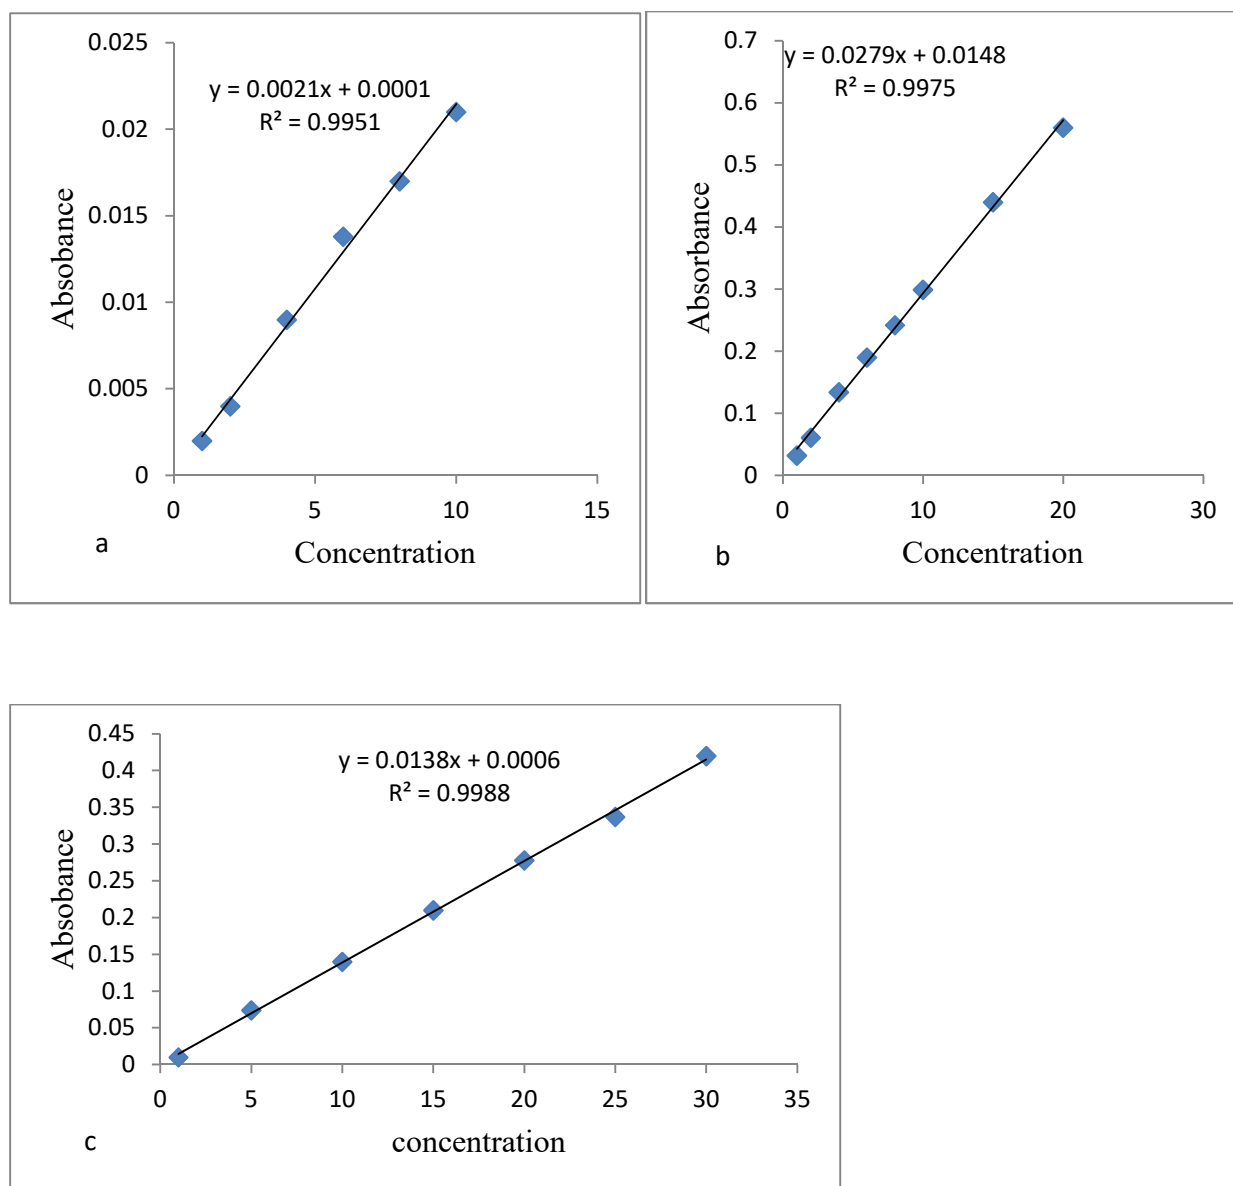 0.025
0.02
0.015
0.01
0.005
0
0 5 10 15
y = 0.0021x + 0.0001
R² = 0.9951
Absobance
Concentration
a
0.7
0.6
0.5
0.4
0.3
0.2
0.1
0
0 10 20 30
y = 0.0279x + 0.0148
R² = 0.9975
Absorbance
Concentration
b
0.45
0.4
0.35
0.3
0.25
0.2
0.15
0.1
0.05
0
0 5 10 15 20 25 30 35
y = 0.0138x + 0.0006
R² = 0.9988
Absobance
concentration
c